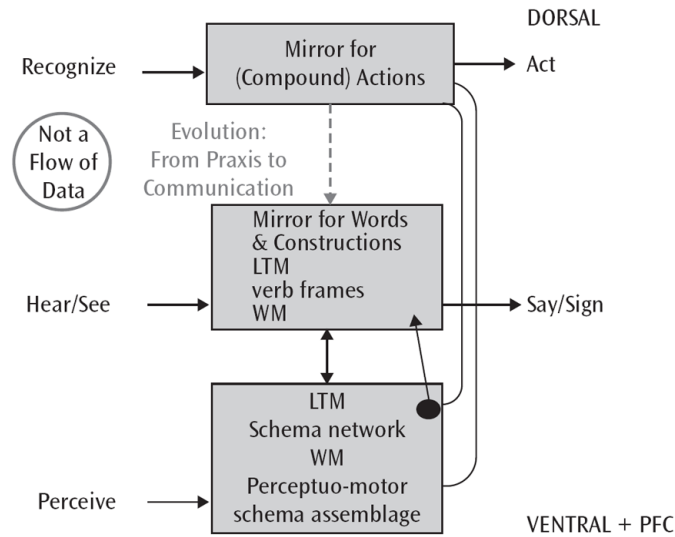 DORSAL
Recognize
Mirror for
(Compound) Actions
Act
Not a
Flow of
Data
Evolution:
From Praxis to
Communication
Hear/See
Mirror for Words
& Constructions
LTM
verb frames
WM
Say/Sign
Perceive
LTM
Schema network
WM
Perceptuo-motor
schema assemblage
VENTRAL + PFC